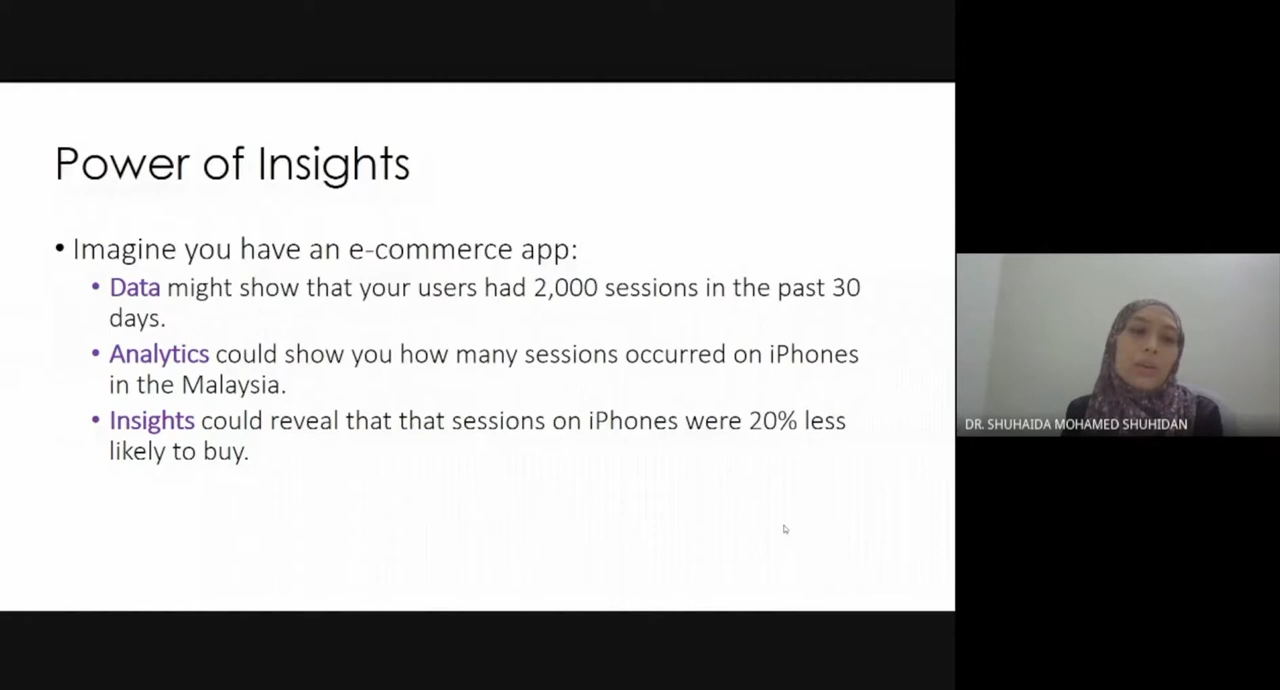 Power of Insights
• Imagine you have an e-commerce app:
• Data might show that your users had 2,000 sessions in the past 30
days.
• Analytics could show you how many sessions occurred on iPhones
in the Malaysia.
• Insights could reveal that that sessions on iPhones were 20% less
likely to buy.
DR. SHUHAIDA MOHAMED SHUHIDAN